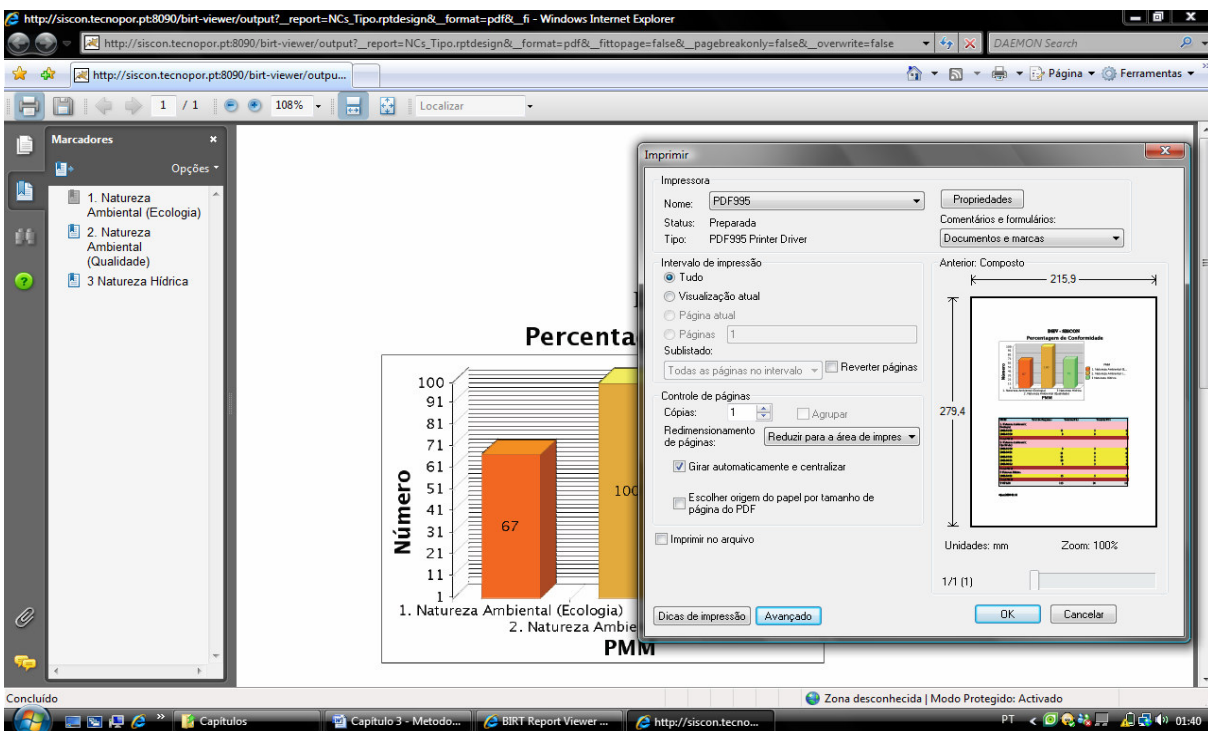 http://siscon.tecnopor.pt:8090/birt-viewer/output?__report=NCs_Tipo.rptdesign&__format=pdf&__fi - Windows Internet Explorer
http://siscon.tecnopor.pt:8090/birt-viewer/output?__report=NCs_Tipo.rptdesign&__format=pdf&__fittopage=false&__pagebreakonly=false&__overwrite=false
DAEMON Search
http://siscon.tecnopor.pt:8090/birt-viewer/outpu...
Página
Ferramentas
1 / 1
108%
Localizar
Marcadores
Opções
1. Natureza
Ambiental (Ecologia)
2. Natureza
Ambiental
(Qualidade)
3 Natureza Hídrica
Percenta
100
91
81
71
61
51
41
31
21
11
1
Número
67
100
1. Natureza Ambiental (Ecologia)
2. Natureza Ambie
PMM
Imprimir
Impressora
Nome: PDF995
Propriedades
Status: Preparada
Comentários e formulários:
Tipo: PDF995 Printer Driver
Documentos e marcas
Intervalo de impressão
Tudo
Visualização atual
Página atual
Páginas 1
Sublistado:
Todas as páginas no intervalo
Reverter páginas
Controle de páginas
Cópias: 1
Agrupar
Redimensionamento
de páginas:
Reduzir para a área de impres
Girar automaticamente e centralizar
Escolher origem do papel por tamanho de
página do PDF
Imprimir no arquivo
Dicas de impressão
Avançado
Anterior: Composto
215,9
279,4
Percentagem de Conformidade
Número
PMM
Unidades: mm
Zoom: 100%
1/1 (1)
OK
Cancelar
Concluído
Zona desconhecida | Modo Protegido: Activado
Capítulos
Capítulo 3 - Metodo...
BIRT Report Viewer ...
http://siscon.tecno...
PT
01:40